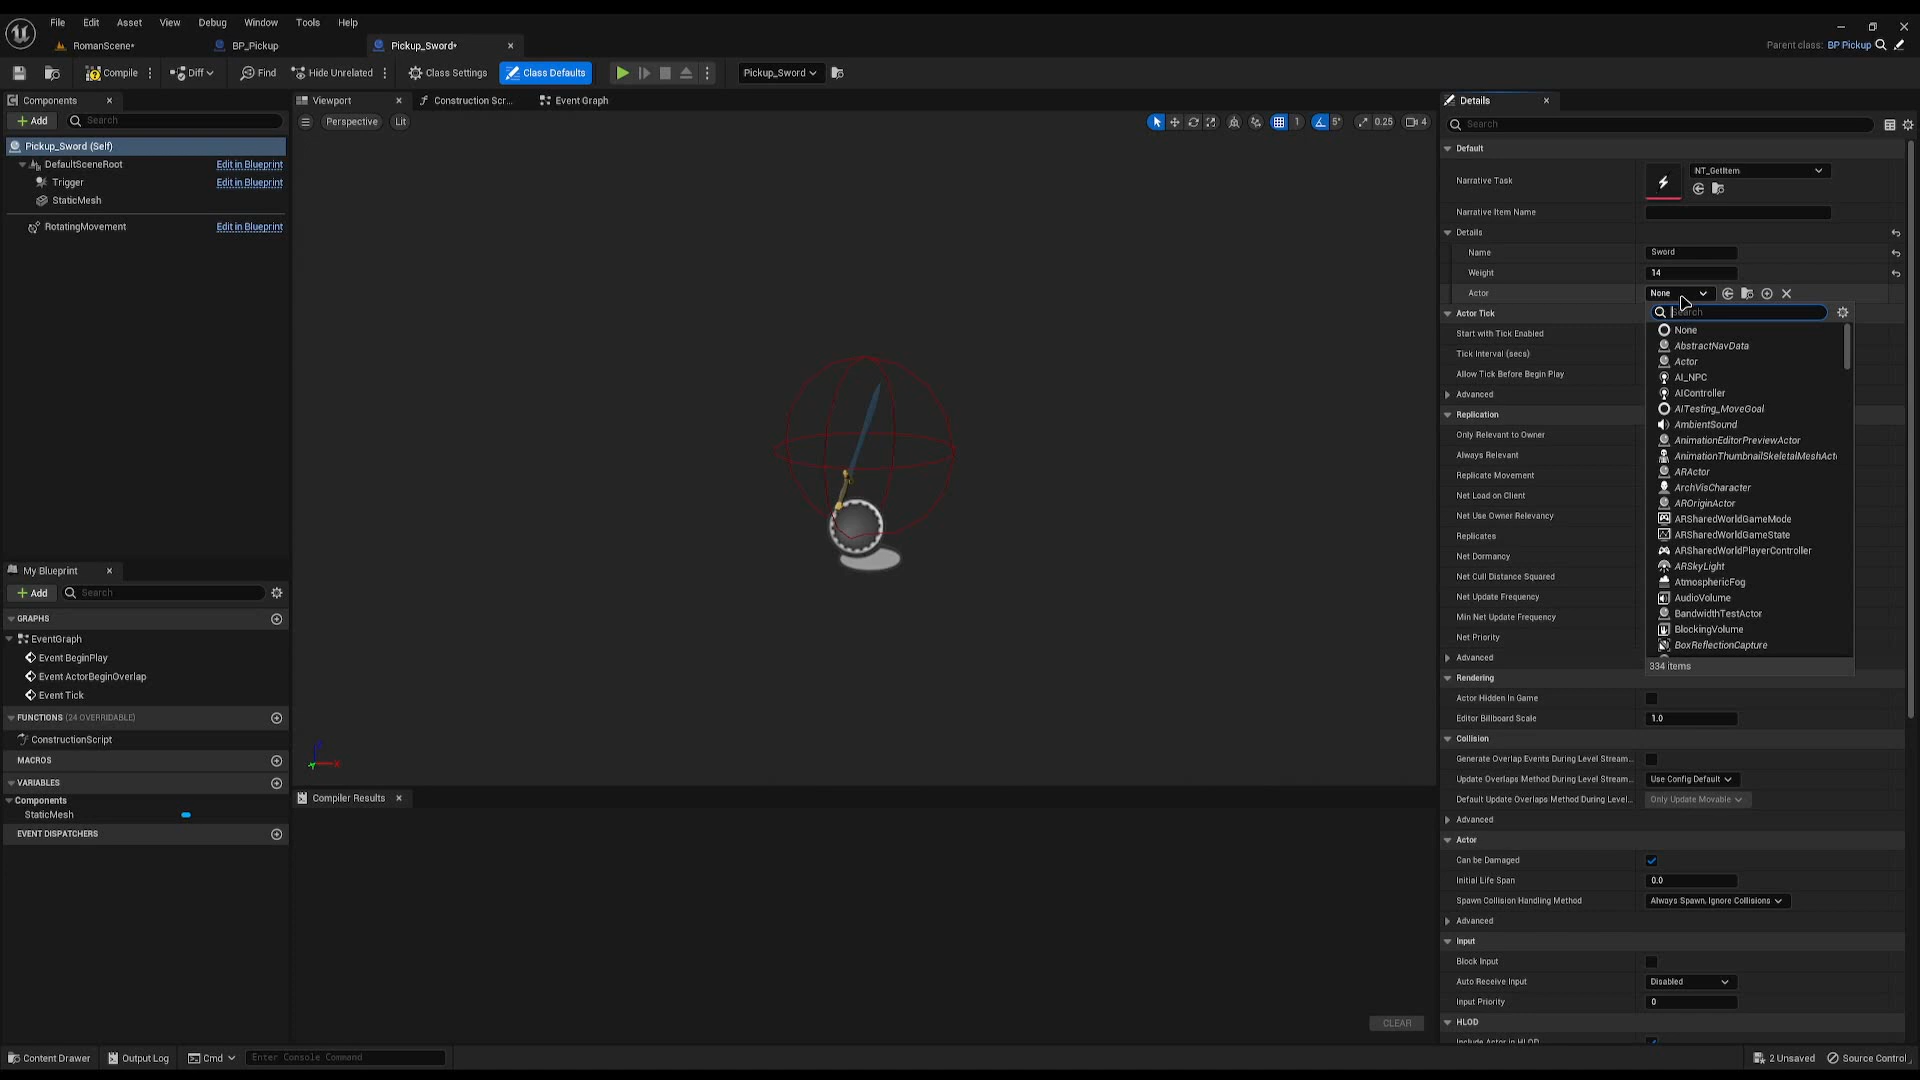 File Edit Asset View Debug Window Tools Help
RomanScene* BP_Pickup Pickup_Sword*
Parent class: BP Pickup
Compile Diff Find Hide Unrelated Class Settings Class Defaults Pickup_Sword
Components
Add Search
Pickup_Sword (Self)
DefaultSceneRoot Edit in Blueprint
Trigger Edit in Blueprint
StaticMesh
RotatingMovement Edit in Blueprint
My Blueprint
Add Search
GRAPHS
EventGraph
Event BeginPlay
Event ActorBeginOverlap
Event Tick
FUNCTIONS (24 OVERRIDABLE)
ConstructionScript
MACROS
VARIABLES
Components
StaticMesh
EVENT DISPATCHERS
Viewport Construction Scr... Event Graph
Perspective Lit
1 5° 0.25 4
Compiler Results
CLEAR
Details
Search
Default
Narrative Task NT_GetItem
Narrative Item Name
Details
Name Sword
Weight 14
Actor None
Search
None
AbstractNavData
Actor
AI_NPC
AIController
AITesting_MoveGoal
AmbientSound
AnimationEditorPreviewActor
AnimationThumbnailSkeletalMeshActo
ARActor
ArchVisCharacter
AROriginActor
ARSharedWorldGameMode
ARSharedWorldGameState
ARSharedWorldPlayerController
ARSkyLight
AtmosphericFog
AudioVolume
BandwidthTestActor
BlockingVolume
BoxReflectionCapture
334 items
Actor Tick
Start with Tick Enabled
Tick Interval (secs)
Allow Tick Before Begin Play
Advanced
Replication
Only Relevant to Owner
Always Relevant
Replicate Movement
Net Load on Client
Net Use Owner Relevancy
Replicates
Net Dormancy
Net Cull Distance Squared
Net Update Frequency
Min Net Update Frequency
Net Priority
Advanced
Rendering
Actor Hidden In Game
Editor Billboard Scale 1.0
Collision
Generate Overlap Events During Level Stream...
Update Overlaps Method During Level Stream... Use Config Default
Default Update Overlaps Method During Level... Only Update Movable
Advanced
Actor
Can be Damaged
Initial Life Span 0.0
Spawn Collision Handling Method Always Spawn, Ignore Collisions
Advanced
Input
Block Input
Auto Receive Input Disabled
Input Priority 0
HLOD
Include Actor in HLOD
Content Drawer Output Log Cmd Enter Console Command 2 Unsaved Source Control